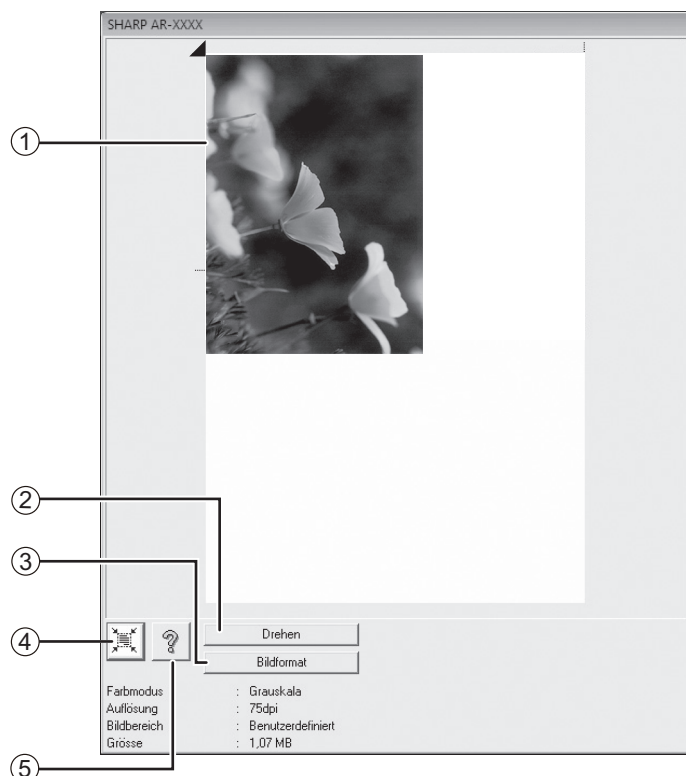 SHARP AR-XXXX
1
2
Drehen
3
Bildformat
4
5
Farbmodus : Grauskala
Auflösung : 75dpi
Bildbereich : Benutzerdefiniert
Grösse : 1,07 MB